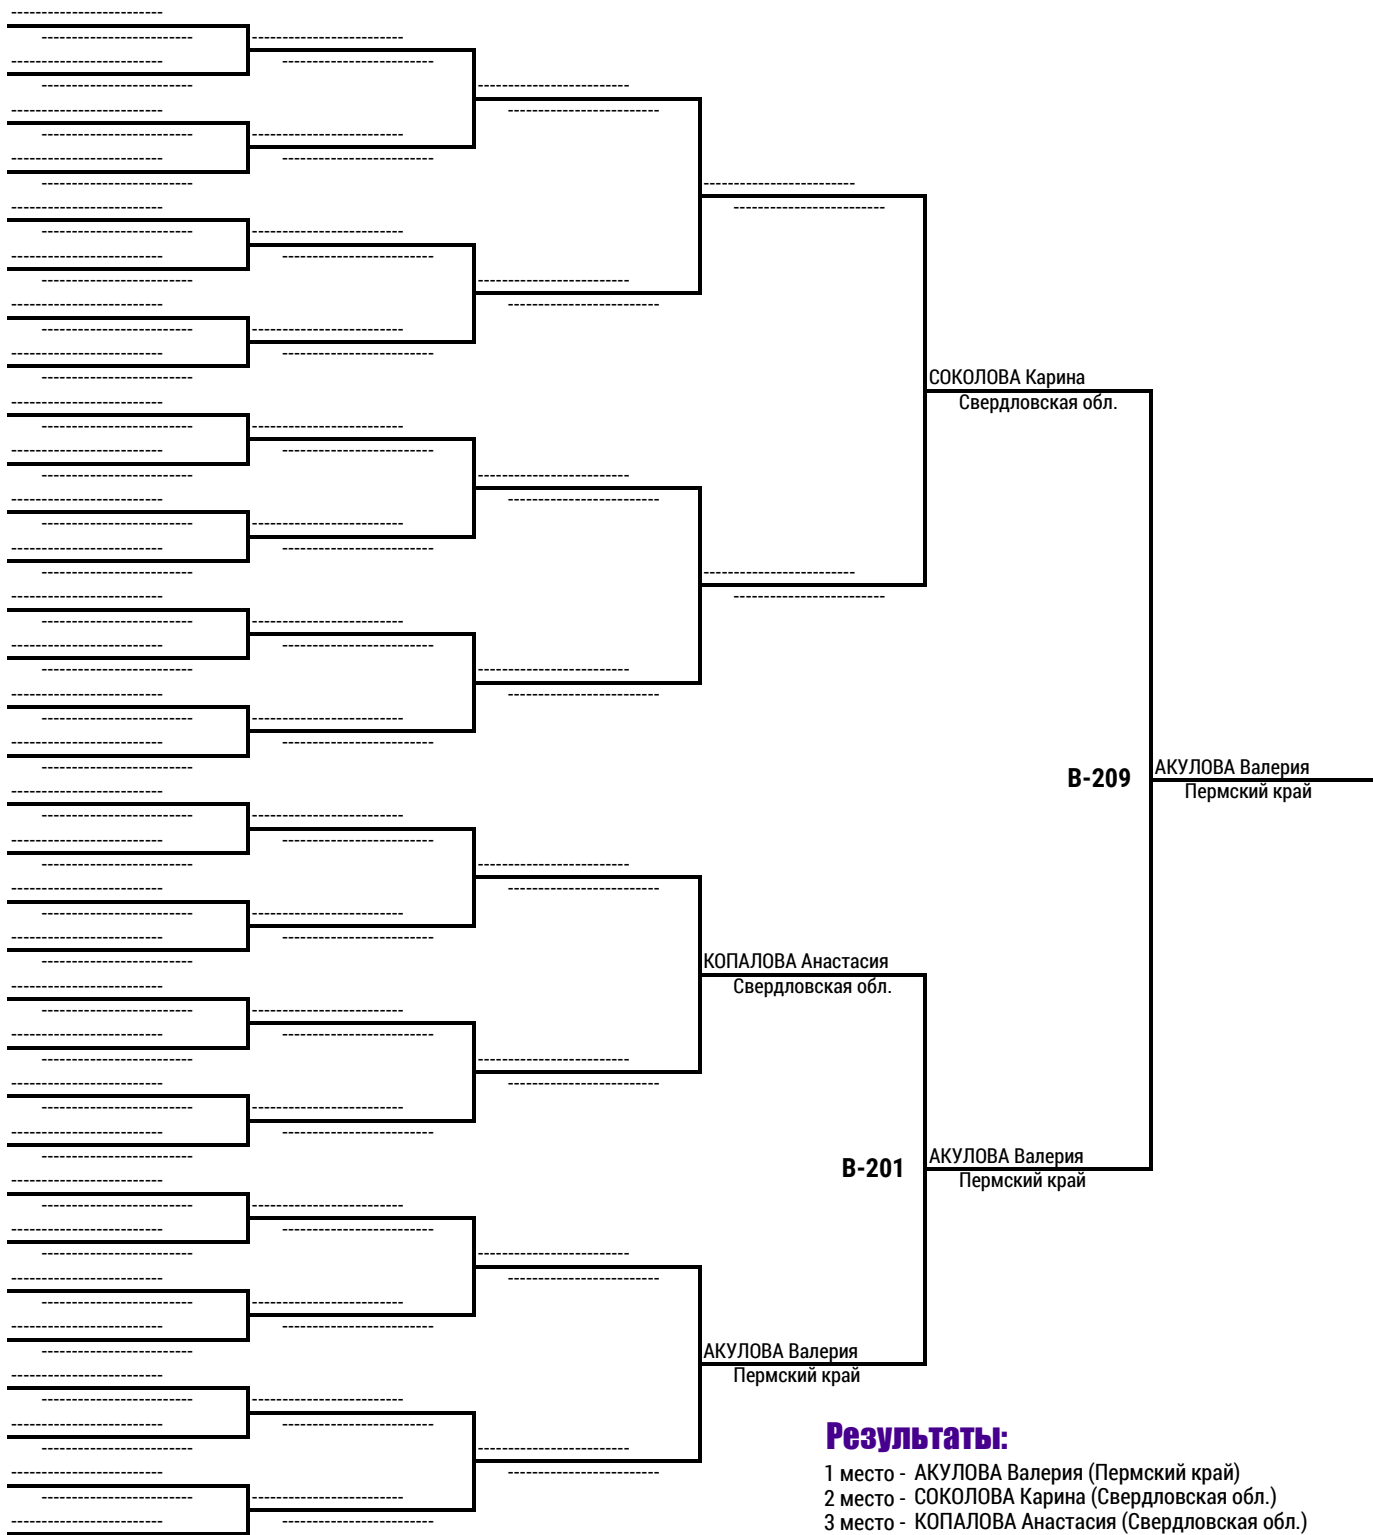 СОКОЛОВА Карина
Свердловская обл.
B-209
АКУЛОВА Валерия
Пермский край
КОПАЛОВА Анастасия
Свердловская обл.
B-201
АКУЛОВА Валерия
Пермский край
АКУЛОВА Валерия
Пермский край
Результаты:
1 место - АКУЛОВА Валерия (Пермский край)
2 место - СОКОЛОВА Карина (Свердловская обл.)
3 место - КОПАЛОВА Анастасия (Свердловская обл.)